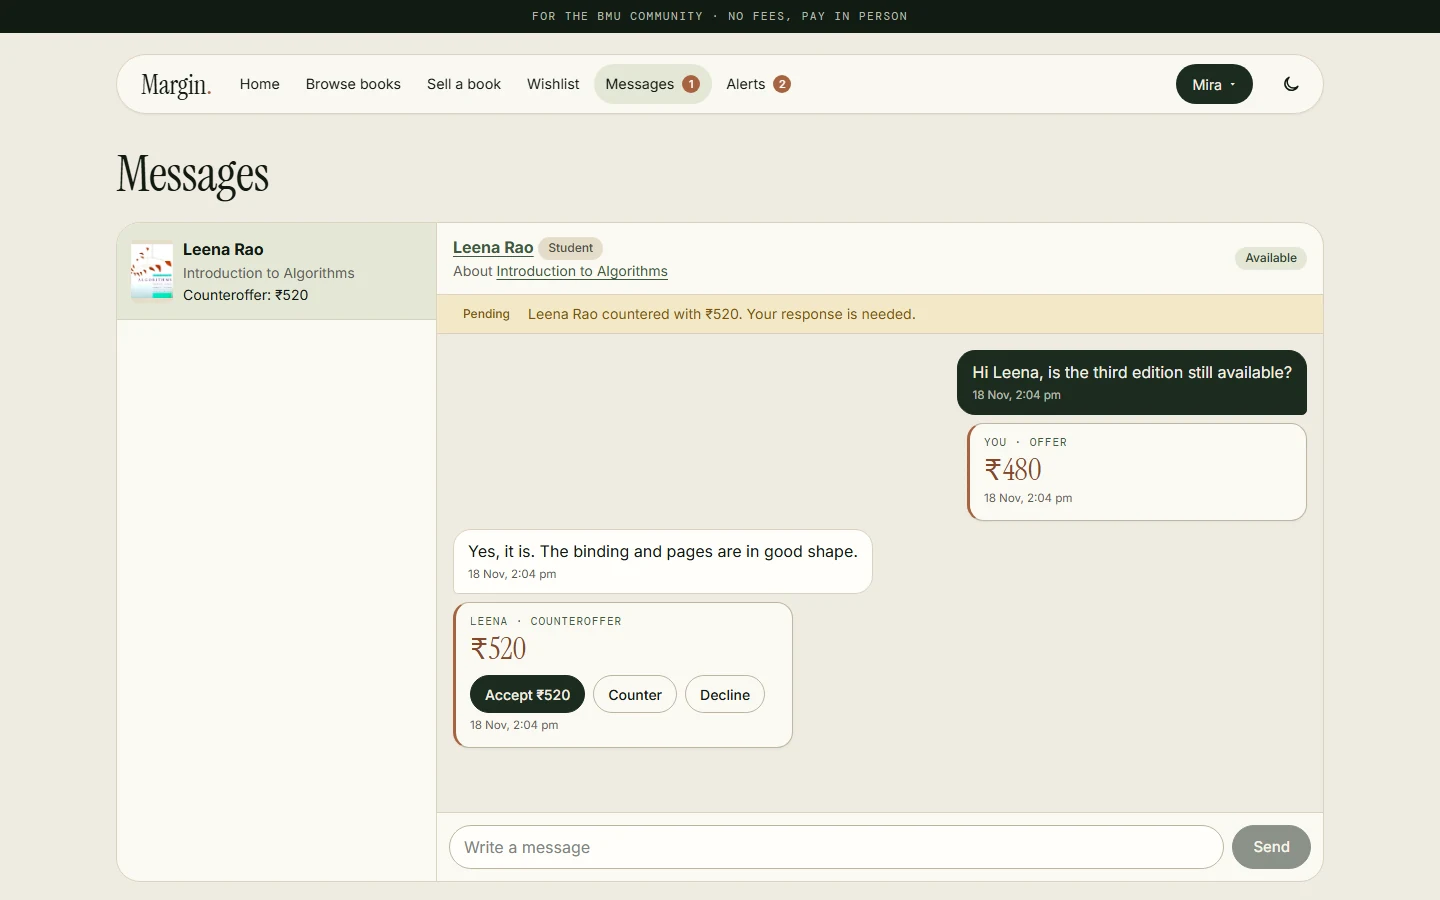 FOR THE BMU COMMUNITY · NO FEES, PAY IN PERSON
Margin.
Home
Browse books
Sell a book
Wishlist
Messages 1
Alerts 2
Mira
Messages
Leena Rao
Introduction to Algorithms
Counteroffer: ₹520
Leena Rao Student
About Introduction to Algorithms
Available
Pending Leena Rao countered with ₹520. Your response is needed.
Hi Leena, is the third edition still available?
18 Nov, 2:04 pm
YOU · OFFER
₹480
18 Nov, 2:04 pm
Yes, it is. The binding and pages are in good shape.
18 Nov, 2:04 pm
LEENA · COUNTEROFFER
₹520
Accept ₹520
Counter
Decline
18 Nov, 2:04 pm
Write a message
Send